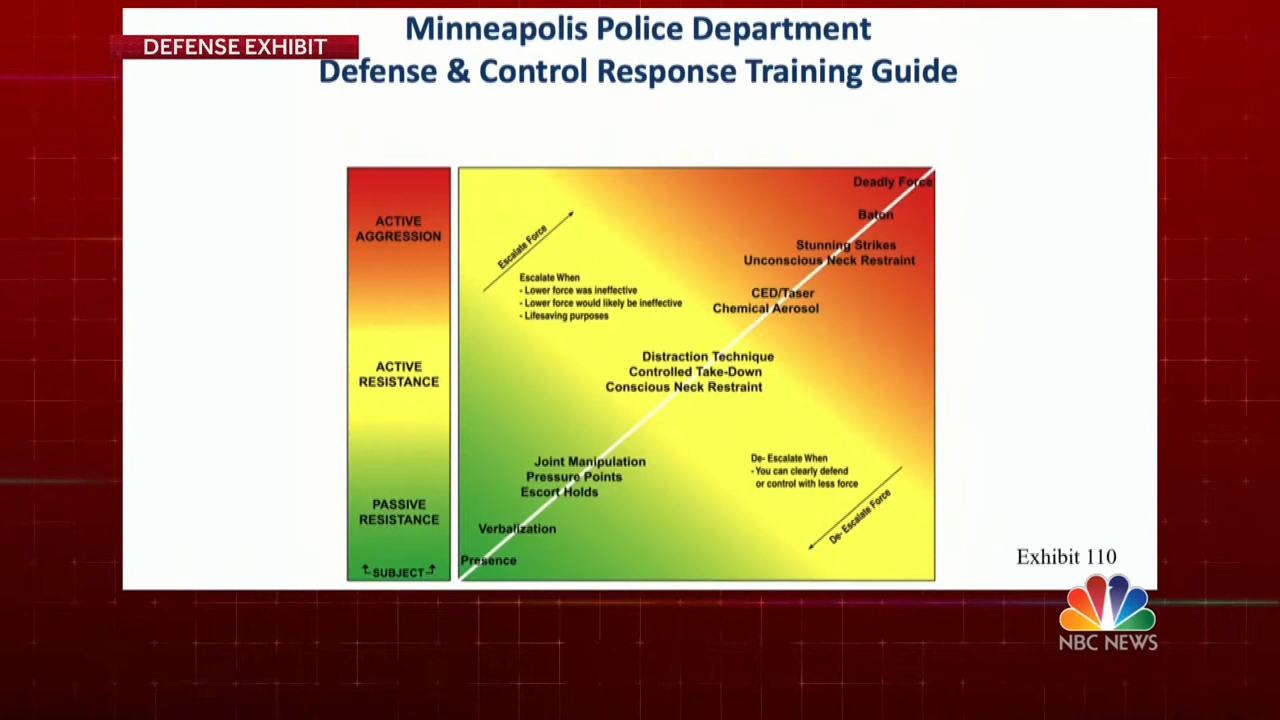 Minneapolis Police Department
DEFENSE EXHIBIT
Defense & Control Response Training Guide
ACTIVE
AGGRESSION
ACTIVE
RESISTANCE
PASSIVE
RESISTANCE
SUBJECT
Escalate Force
Escalate When
- Lower force was ineffective
- Lower force would likely be ineffective
- Lifesaving purposes
Deadly Force
Baton
Stunning Strikes
Unconscious Neck Restraint
CED/Taser
Chemical Aerosol
Distraction Technique
Controlled Take-Down
Conscious Neck Restraint
Joint Manipulation
Pressure Points
Escort Holds
Verbalization
Presence
De- Escalate When
- You can clearly defend
or control with less force
De- Escalate Force
Exhibit 110
NBC NEWS